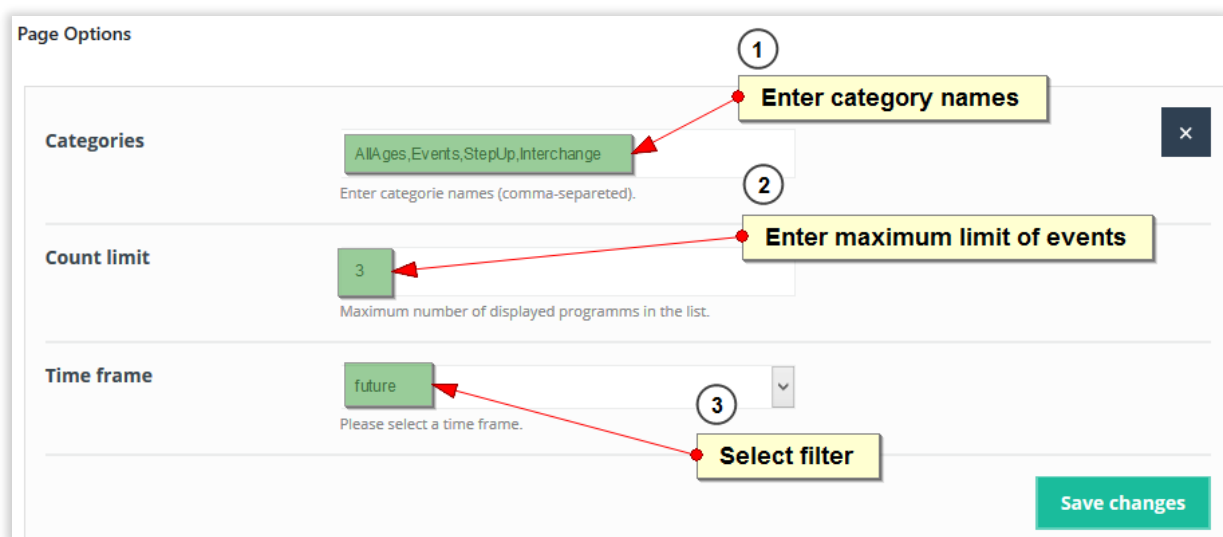 Page Options
1
Enter category names
Categories
AllAges,Events,StepUp,Interchange
×
Enter categorie names (comma-separeted).
2
Enter maximum limit of events
Count limit
3
Maximum number of displayed programms in the list.
Time frame
future
3
Please select a time frame.
Select filter
Save changes